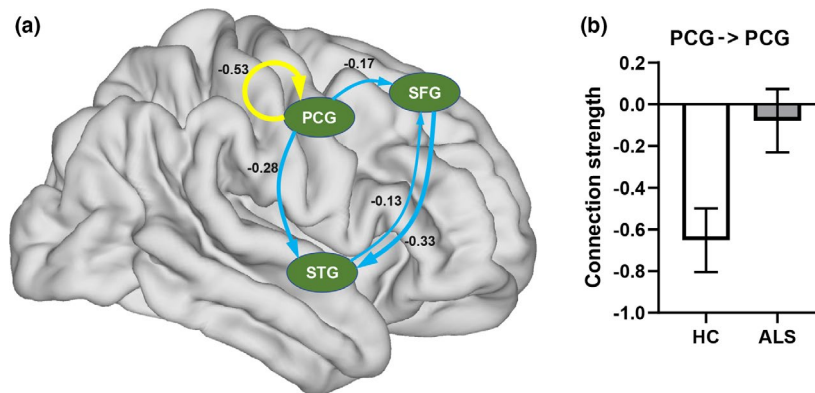 (a)
-0.53
-0.17
SFG
PCG
-0.28
-0.13
-0.33
STG
(b)
PCG -> PCG
Connection strength
0.2
0.0
-0.2
-0.4
-0.6
-0.8
-1.0
HC ALS